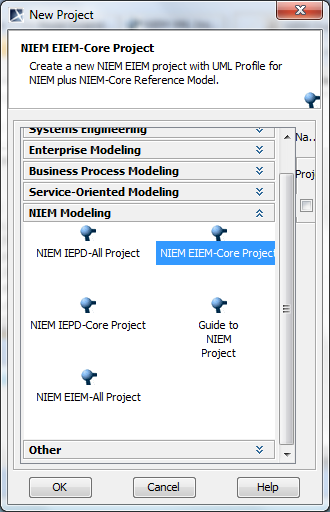 New Project
NIEM EIEM-Core Project
Create a new NIEM EIEM project with UML Profile for
NIEM plus NIEM-Core Reference Model.
Systems Engineering
Enterprise Modeling
Business Process Modeling
Service-Oriented Modeling
NIEM Modeling
NIEM IEPD-All Project
NIEM EIEM-Core Project
NIEM IEPD-Core Project
Guide to
NIEM
Project
NIEM EIEM-All Project
Other
Na..
Proj
OK
Cancel
Help